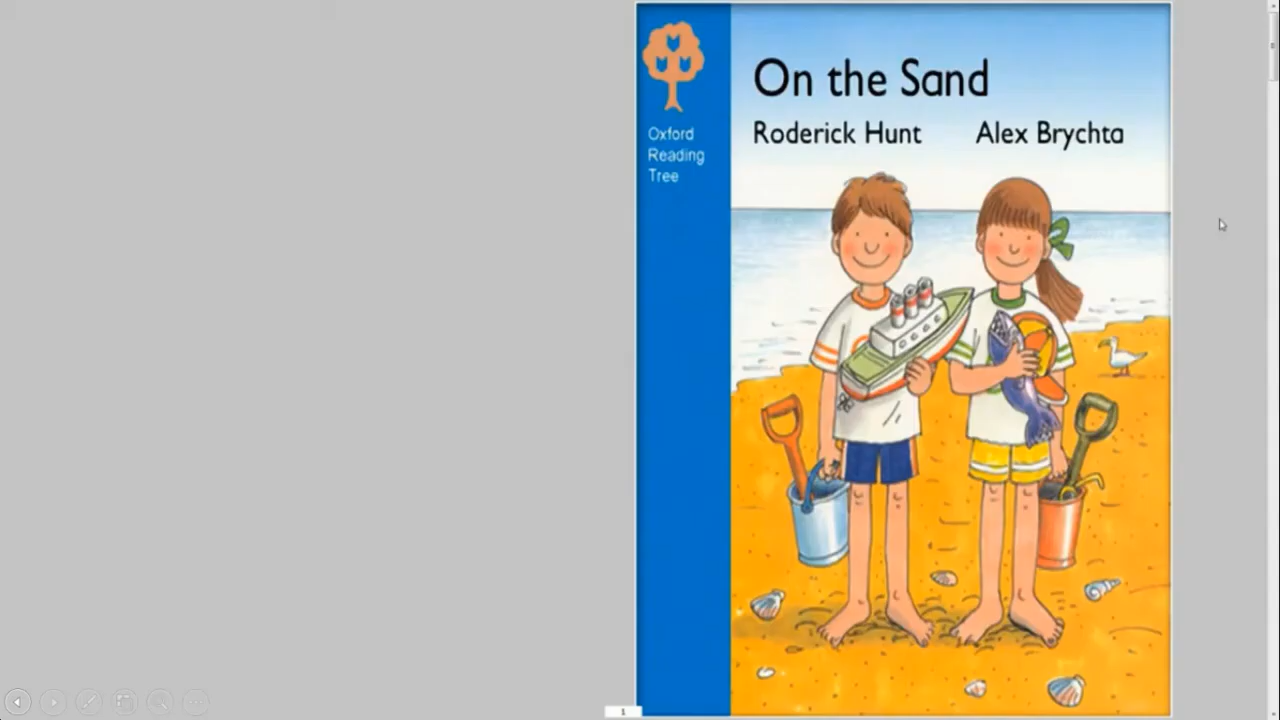 On the Sand
Roderick Hunt Alex Brychta
Oxford
Reading
Tree
1